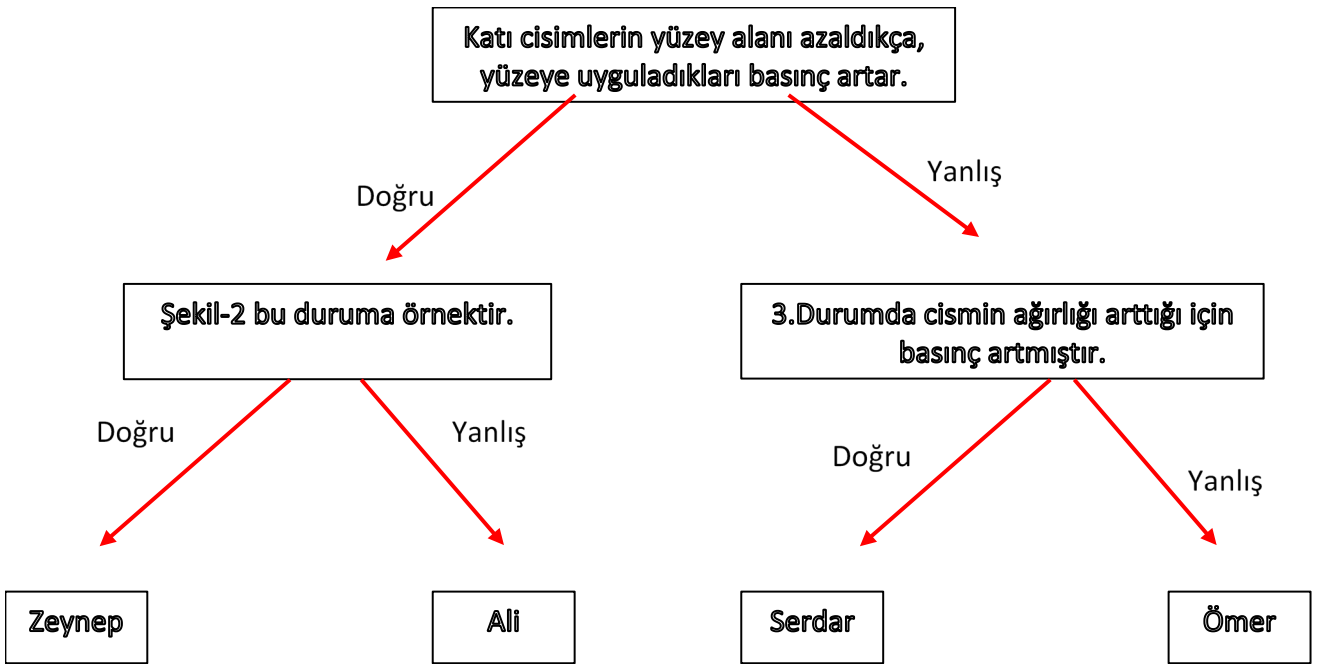 Katı cisimlerin yüzey alanı azaldıkça,
yüzeye uyguladıkları basınç artar.
Doğru
Yanlış
Şekil-2 bu duruma örnektir.
3.Durumda cismin ağırlığı arttığı için
basınç artmıştır.
Doğru
Yanlış
Doğru
Yanlış
Zeynep
Ali
Serdar
Ömer